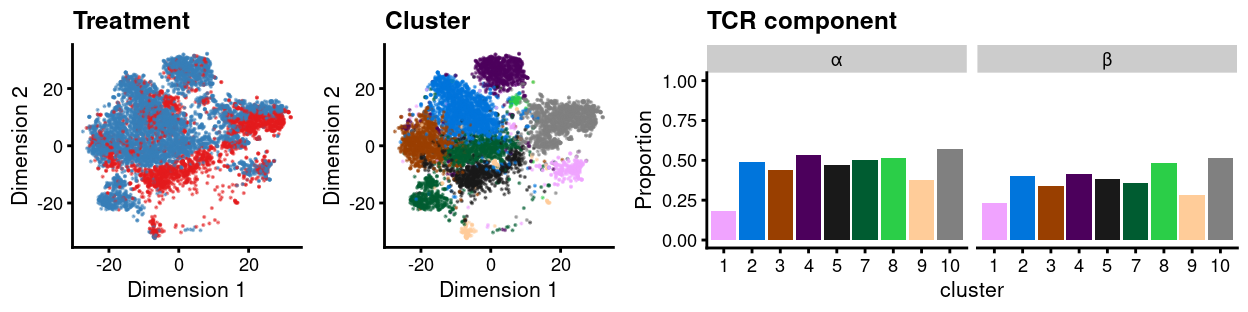 Treatment
20
0
-20
-20 0 20
Dimension 2
Dimension 1
Cluster
20
0
-20
-20 0 20
Dimension 2
Dimension 1
TCR component
α β
1.00
0.75
0.50
0.25
0.00
Proportion
1 2 3 4 5 7 8 9 10 1 2 3 4 5 7 8 9 10
cluster